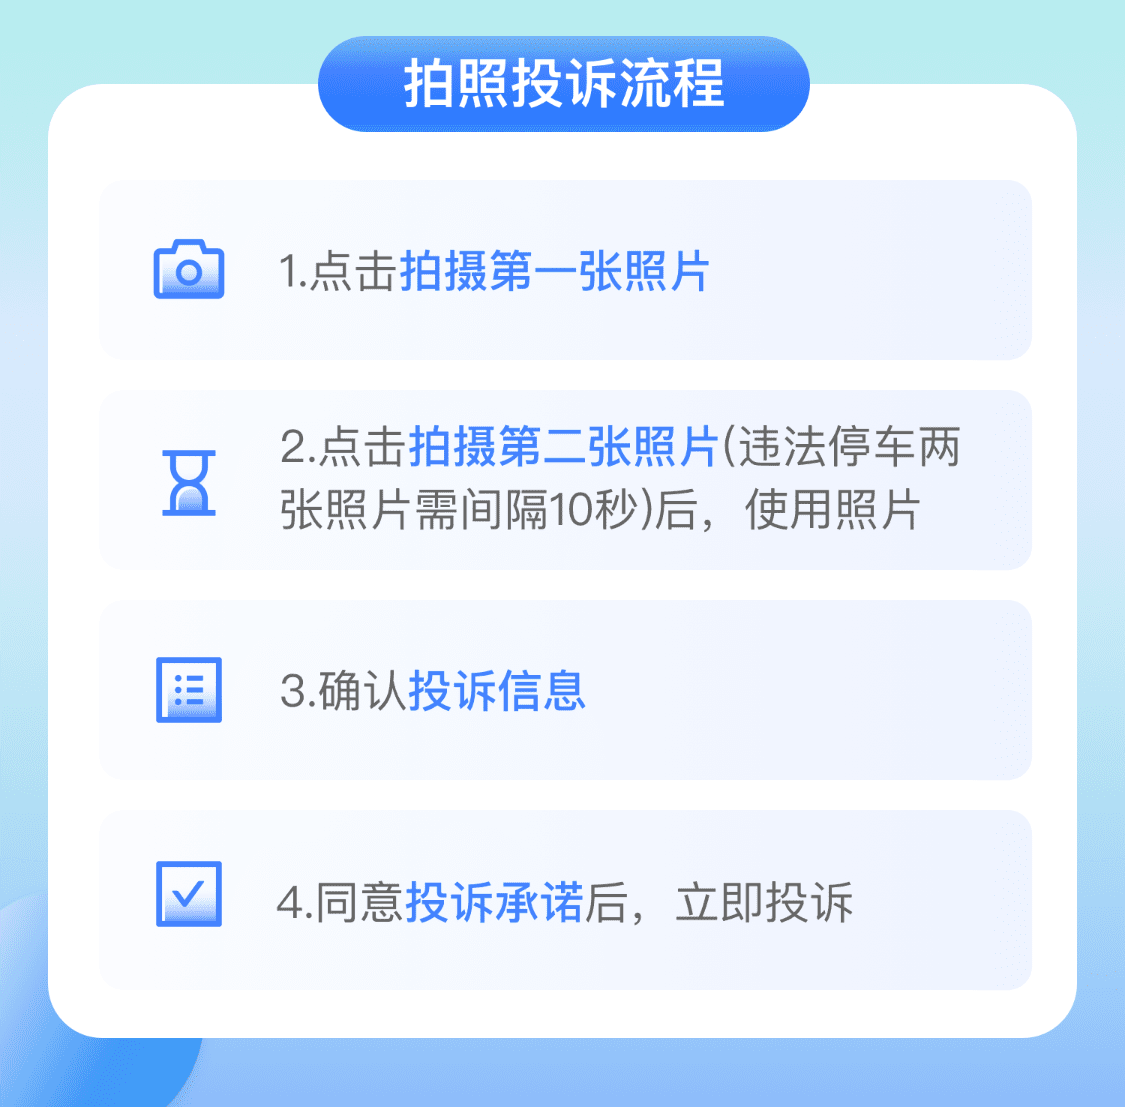 拍照投诉流程
1.点击拍摄第一张照片
2.点击拍摄第二张照片(违法停车两
张照片需间隔10秒)后，使用照片
3.确认投诉信息
4.同意投诉承诺后，立即投诉